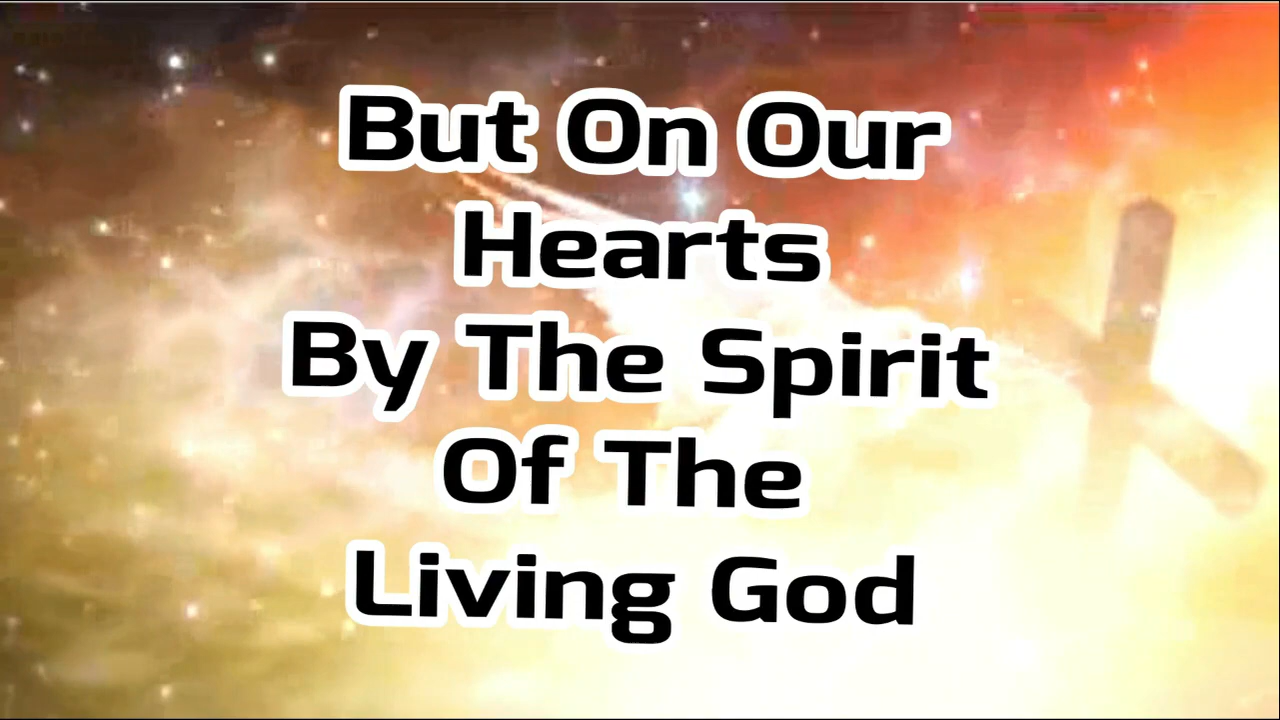 But On Our
Hearts
By The Spirit
Of The
Living God